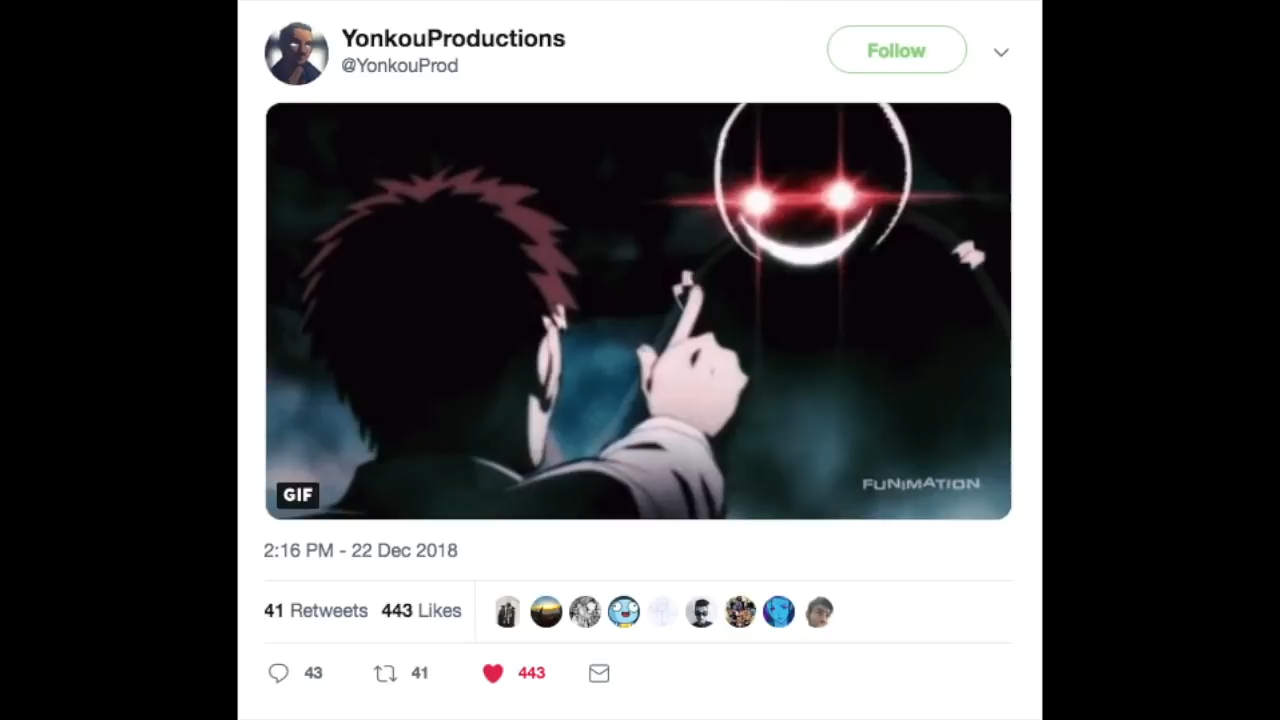 YonkouProductions
@YonkouProd
Follow
FUNIMATION
GIF
2:16 PM - 22 Dec 2018
41 Retweets 443 Likes
43 41 443